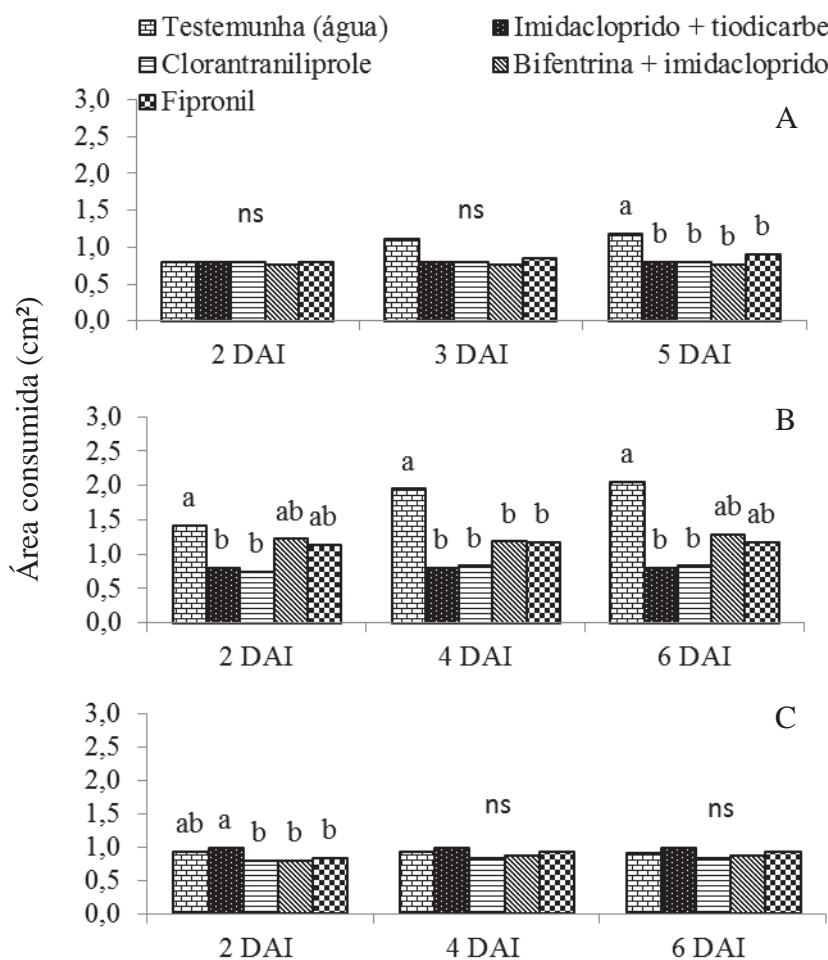 Testemunha (água) Imidacloprido + tiodicarbe
Clorantraniliprole Bifentrina + imidacloprido
Fipronil
Área consumida (cm²)
A
3,0
2,5
2,0
1,5
1,0
0,5
0,0
ns ns a b b b b
2 DAI 3 DAI 5 DAI
B
3,0
2,5
2,0
1,5
1,0
0,5
0,0
a b b ab ab a b b b b a b b ab ab
2 DAI 4 DAI 6 DAI
C
3,0
2,5
2,0
1,5
1,0
0,5
0,0
ab a b b b ns ns
2 DAI 4 DAI 6 DAI